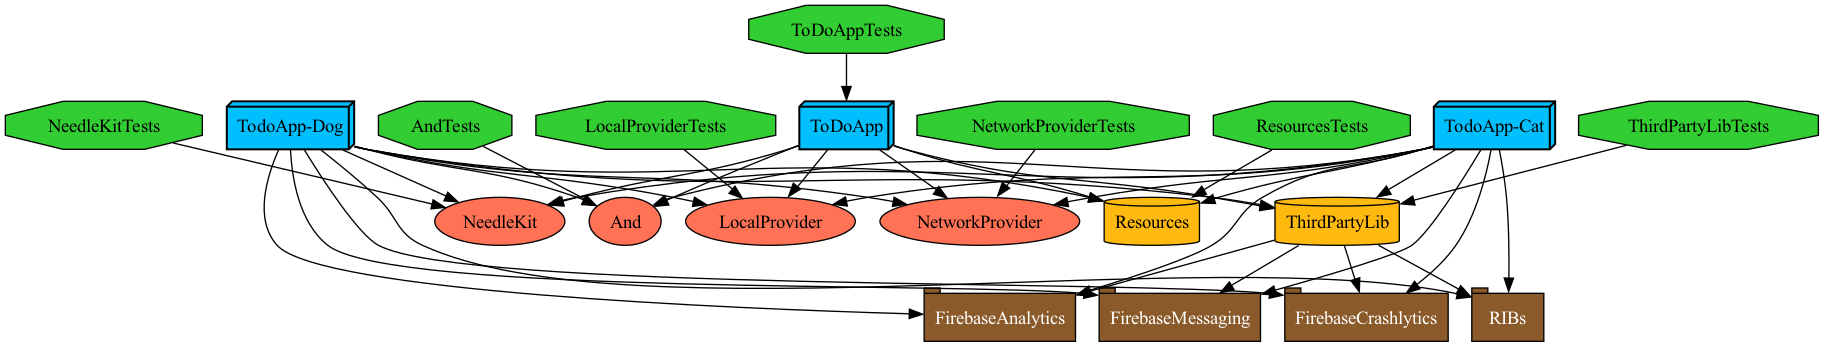 ToDoAppTests
NeedleKitTests
TodoApp-Dog
AndTests
LocalProviderTests
ToDoApp
NetworkProviderTests
ResourcesTests
TodoApp-Cat
ThirdPartyLibTests
NeedleKit
And
LocalProvider
NetworkProvider
Resources
ThirdPartyLib
FirebaseAnalytics
FirebaseMessaging
FirebaseCrashlytics
RIBs